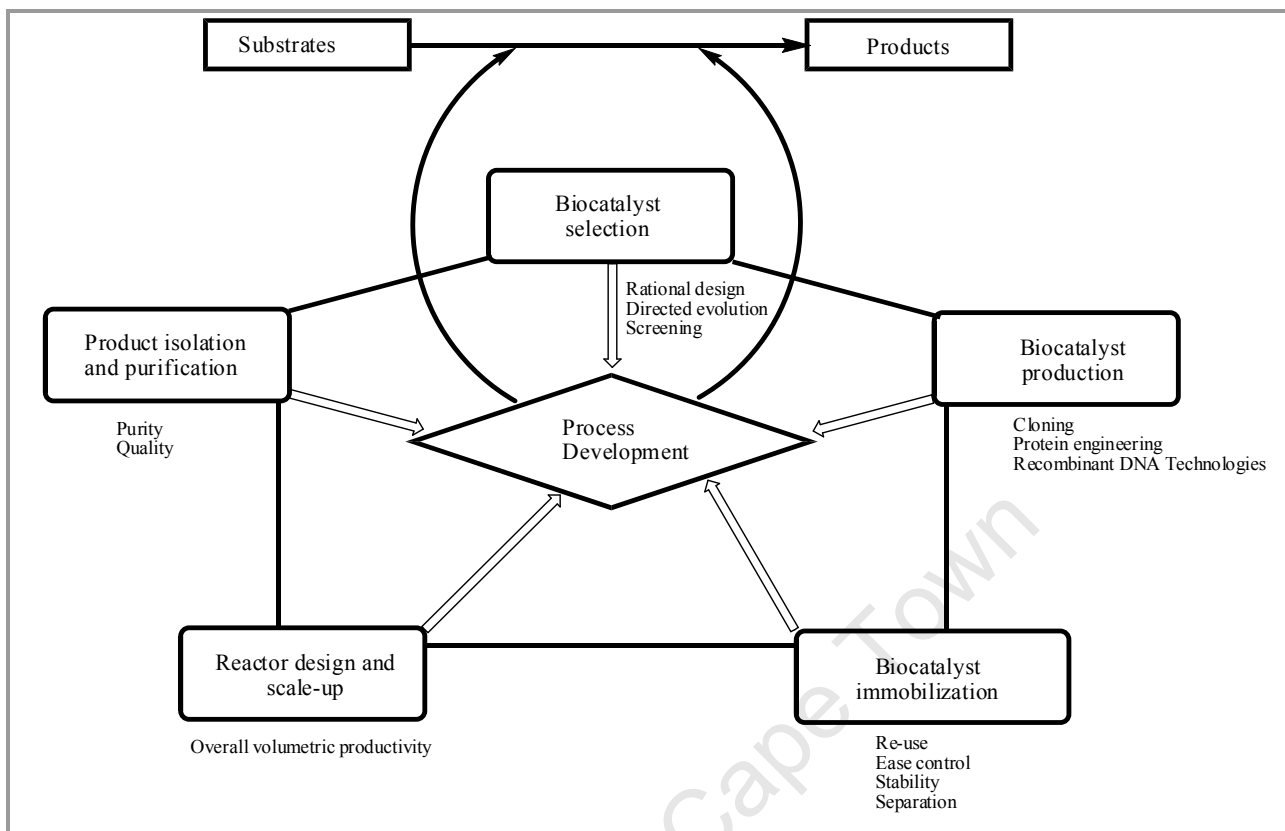 Substrates
Products
Biocatalyst
selection
Rational design
Directed evolution
Screening
Product isolation
and purification
Purity
Quality
Biocatalyst
production
Cloning
Protein engineering
Recombinant DNA Technologies
Process
Development
Reactor design and
scale-up
Overall volumetric productivity
Biocatalyst
immobilization
Re-use
Ease control
Stability
Separation
Cape Town